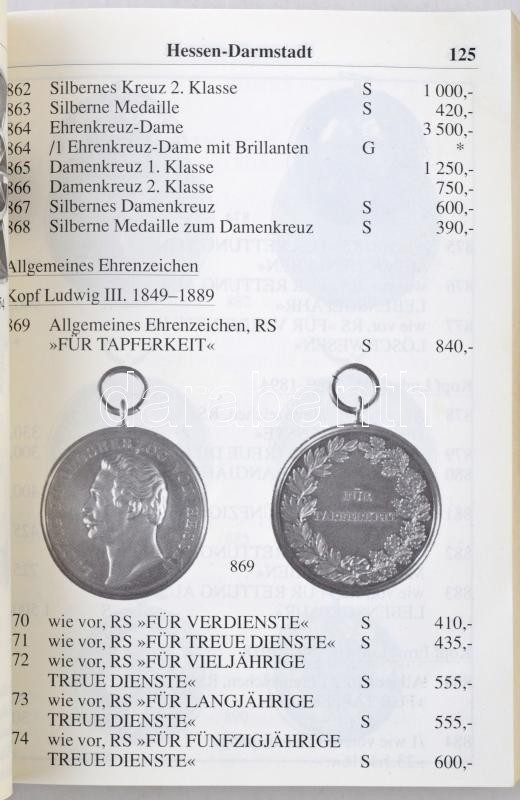 Hessen-Darmstadt 125
862 Silbernes Kreuz 2. Klasse S 1 000,-
863 Silberne Medaille S 420,-
864 Ehrenkreuz-Dame 3 500,-
864 /1 Ehrenkreuz-Dame mit Brillanten G *
865 Damenkreuz 1. Klasse 1 250,-
866 Damenkreuz 2. Klasse 750,-
867 Silbernes Damenkreuz S 600,-
868 Silberne Medaille zum Damenkreuz S 390,-
Allgemeines Ehrenzeichen
Kopf Ludwig III. 1849–1889
869 Allgemeines Ehrenzeichen, RS
»FÜR TAPFERKEIT« S 840,-
darabanth.com
FÜR
TAPFERKEIT
869
70 wie vor, RS »FÜR VERDIENSTE« S 410,-
71 wie vor, RS »FÜR TREUE DIENSTE« S 435,-
72 wie vor, RS »FÜR VIELJÄHRIGE
TREUE DIENSTE« S 555,-
73 wie vor, RS »FÜR LANGJÄHRIGE
TREUE DIENSTE« S 555,-
74 wie vor, RS »FÜR FÜNFZIGJÄHRIGE
TREUE DIENSTE« S 600,-